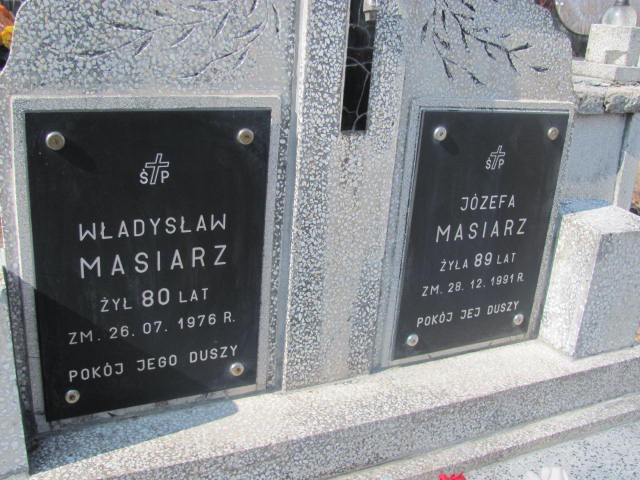 Ś P
WŁADYSŁAW
MASIARZ
ŻYŁ 80 LAT
ZM. 26. 07. 1976 R.
POKÓJ JEGO DUSZY
Ś P
JÓZEFA
MASIARZ
ŻYŁA 89 LAT
ZM. 28. 12. 1991 R.
POKÓJ JEJ DUSZY